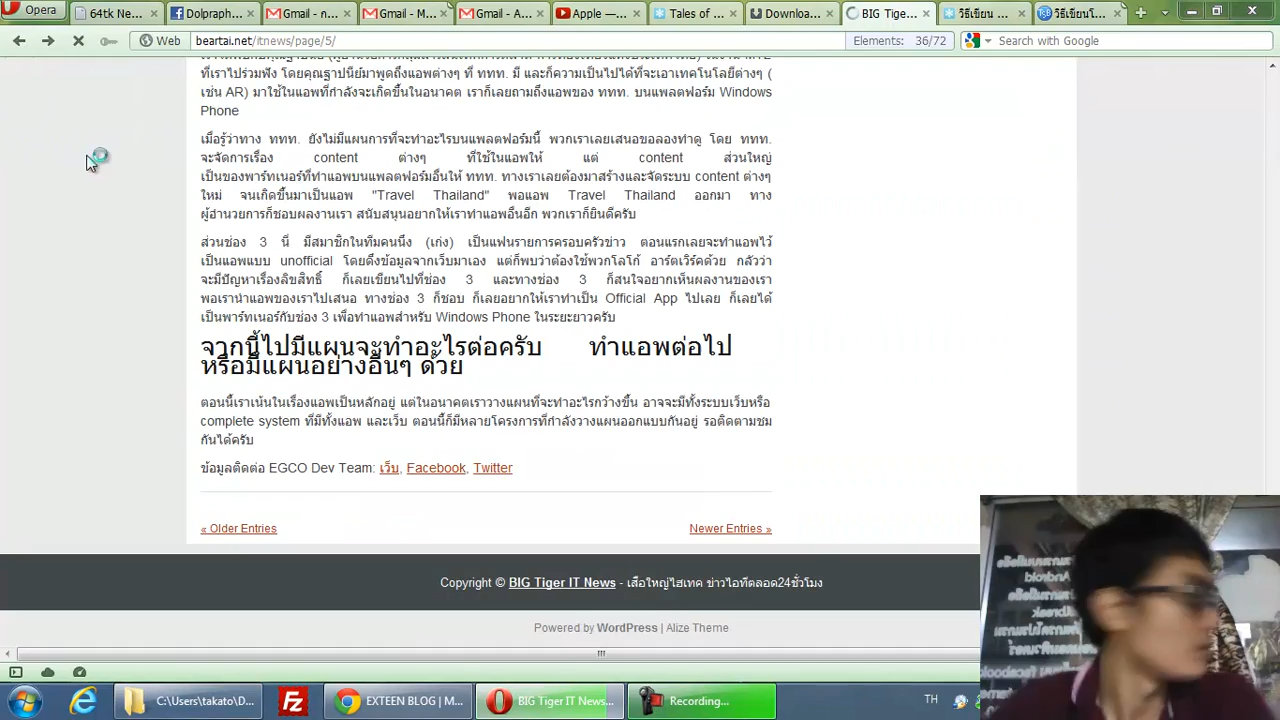 Opera
64tk Ne...
Dolpraph...
Gmail - ก...
Gmail - M...
Gmail - A...
Apple —...
Tales of ...
Downloa...
BIG Tige...
วิธีเขียน ...
วิธีเขียนโ...
Web
beartai.net/itnews/page/5/
Elements: 36/72
Search with Google
ที่เราไปร่วมฟัง โดยคุณฐาปนีย์มาพูดถึงแอพต่างๆ ที่ ททท. มี และก็ความเป็นไปได้ที่จะเอาเทคโนโลยีต่างๆ (
เช่น AR) มาใช้ในแอพที่กำลังจะเกิดขึ้นในอนาคต เราก็เลยถามถึงแอพของ ททท. บนแพลตฟอร์ม Windows
Phone
เมื่อรู้ว่าทาง ททท. ยังไม่มีแผนการที่จะทำอะไรบนแพลตฟอร์มนี้ พวกเราเลยเสนอขอลองทำดู โดย ททท.
จะจัดการเรื่อง content ต่างๆ ที่ใช้ในแอพให้ แต่ content ส่วนใหญ่
เป็นของพาร์ทเนอร์ที่ทำแอพบนแพลตฟอร์มอื่นให้ ททท. ทางเราเลยต้องมาสร้างและจัดระบบ content ต่างๆ
ใหม่ จนเกิดขึ้นมาเป็นแอพ "Travel Thailand" พอแอพ Travel Thailand ออกมา ทาง
ผู้อำนวยการก็ชอบผลงานเรา สนับสนุนอยากให้เราทำแอพอื่นอีก พวกเราก็ยินดีครับ
ส่วนช่อง 3 นี่ มีสมาชิกในทีมคนนึง (เก่ง) เป็นแฟนรายการครอบครัวข่าว ตอนแรกเลยจะทำแอพไว้
เป็นแอพแบบ unofficial โดยดึงข้อมูลจากเว็บมาเอง แต่ก็พบว่าต้องใช้พวกโลโก้ อาร์ตเวิร์คด้วย กลัวว่า
จะมีปัญหาเรื่องลิขสิทธิ์ ก็เลยเขียนไปที่ช่อง 3 และทางช่อง 3 ก็สนใจอยากเห็นผลงานของเรา
พอเรานำแอพของเราไปเสนอ ทางช่อง 3 ก็ชอบ ก็เลยอยากให้เราทำเป็น Official App ไปเลย ก็เลยได้
เป็นพาร์ทเนอร์กับช่อง 3 เพื่อทำแอพสำหรับ Windows Phone ในระยะยาวครับ
จากนี้ไปมีแผนจะทำอะไรต่อครับ ทำแอพต่อไป
หรือมีแผนอย่างอื่นๆ ด้วย
ตอนนี้เราเน้นในเรื่องแอพเป็นหลักอยู่ แต่ในอนาคตเราวางแผนที่จะทำอะไรกว้างขึ้น อาจจะมีทั้งระบบเว็บหรือ
complete system ที่มีทั้งแอพ และเว็บ ตอนนี้ก็มีหลายโครงการที่กำลังวางแผนออกแบบกันอยู่ รอติดตามชม
กันได้ครับ
ข้อมูลติดต่อ EGCO Dev Team: เว็บ, Facebook, Twitter
« Older Entries
Newer Entries »
Copyright © BIG Tiger IT News - เสือใหญ่ไฮเทค ข่าวไอทีตลอด24ชั่วโมง
Powered by WordPress | Alize Theme
C:\Users\takato\D...
EXTEEN BLOG | M...
BIG Tiger IT News...
Recording...
TH